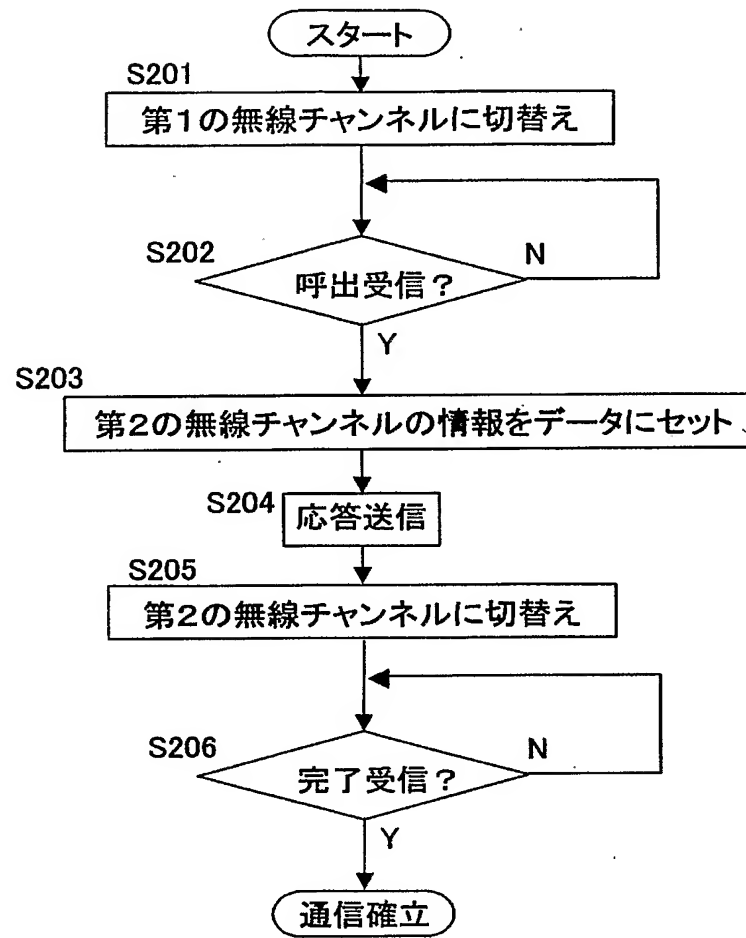 スタート
S201
第1の無線チャンネルに切替え
S202
呼出受信?
N
Y
S203
第2の無線チャンネルの情報をデータにセット
S204
応答送信
S205
第2の無線チャンネルに切替え
S206
完了受信?
N
Y
通信確立